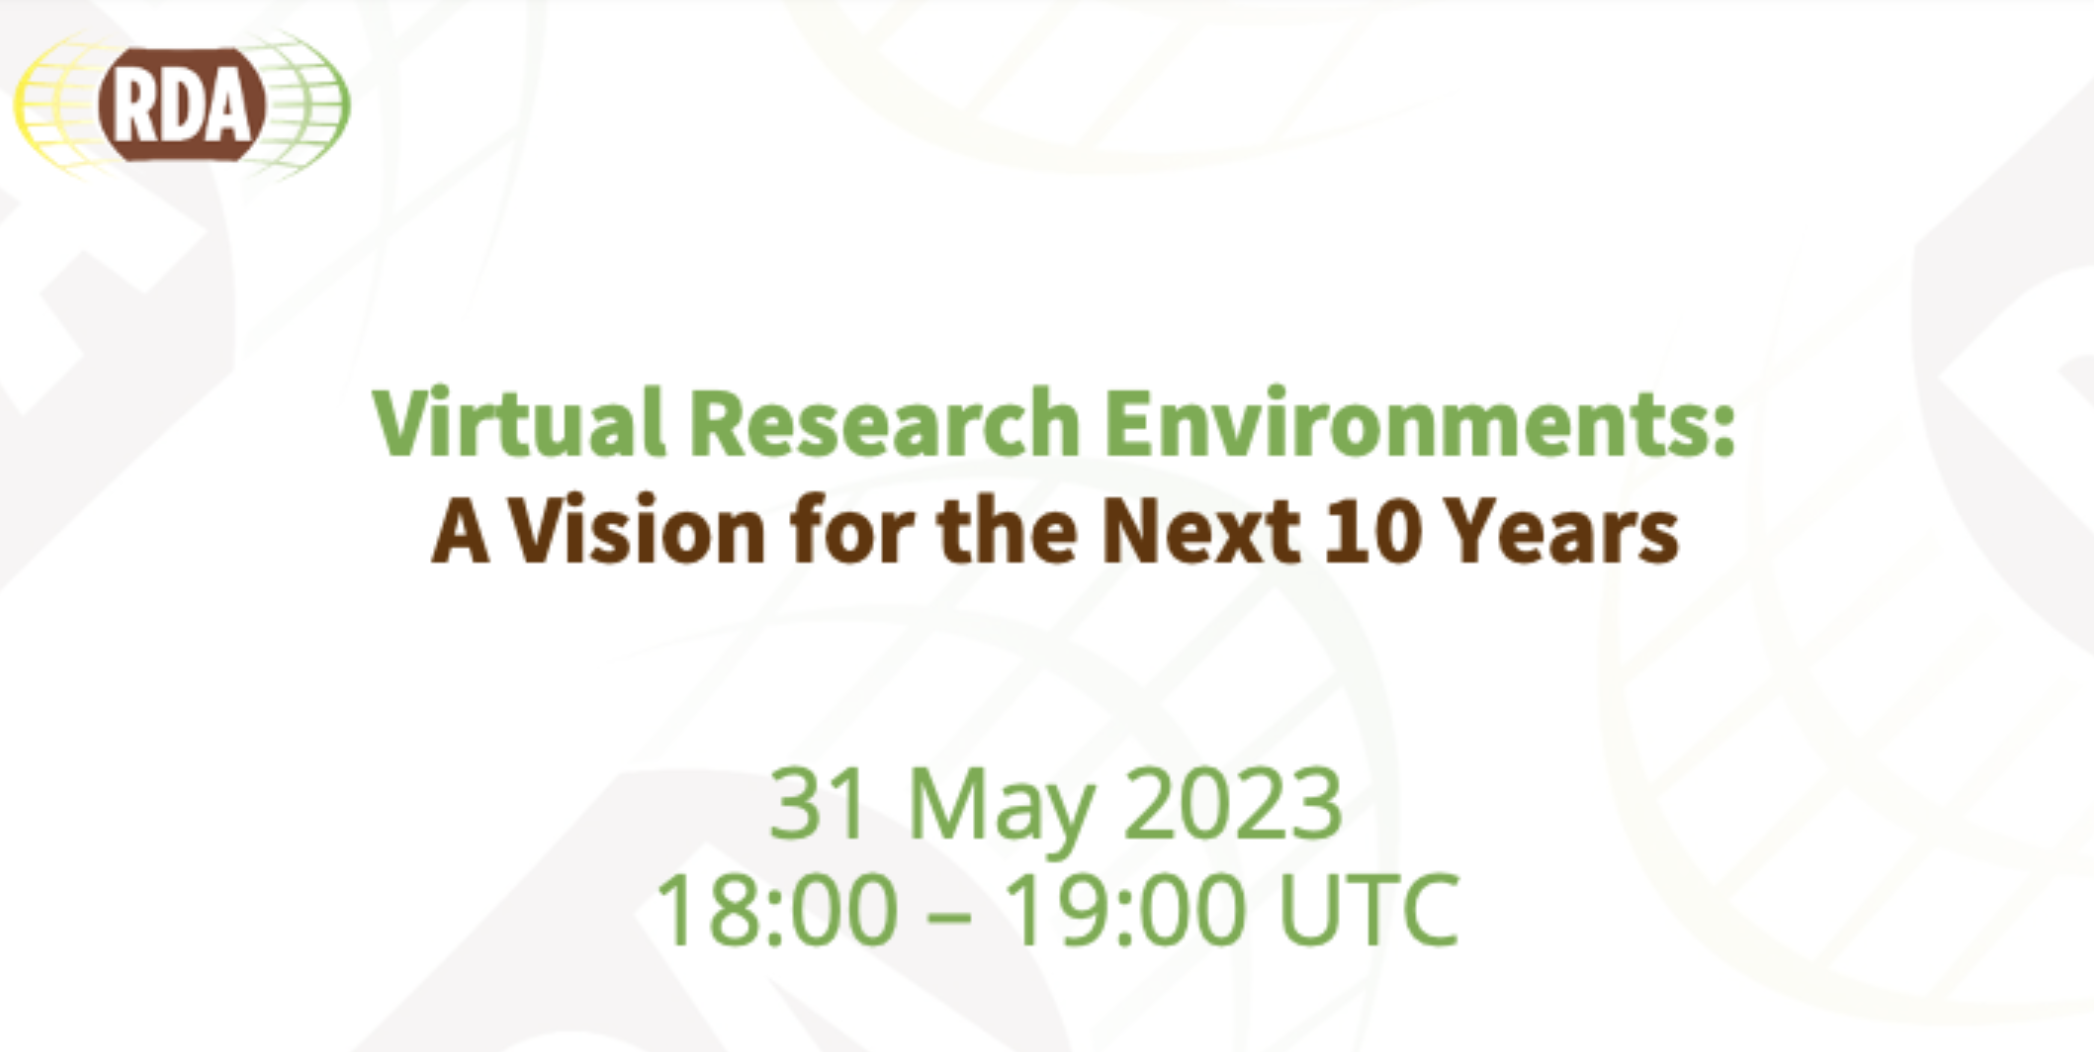 RDA
Virtual Research Environments:
A Vision for the Next 10 Years
31 May 2023
18:00 – 19:00 UTC